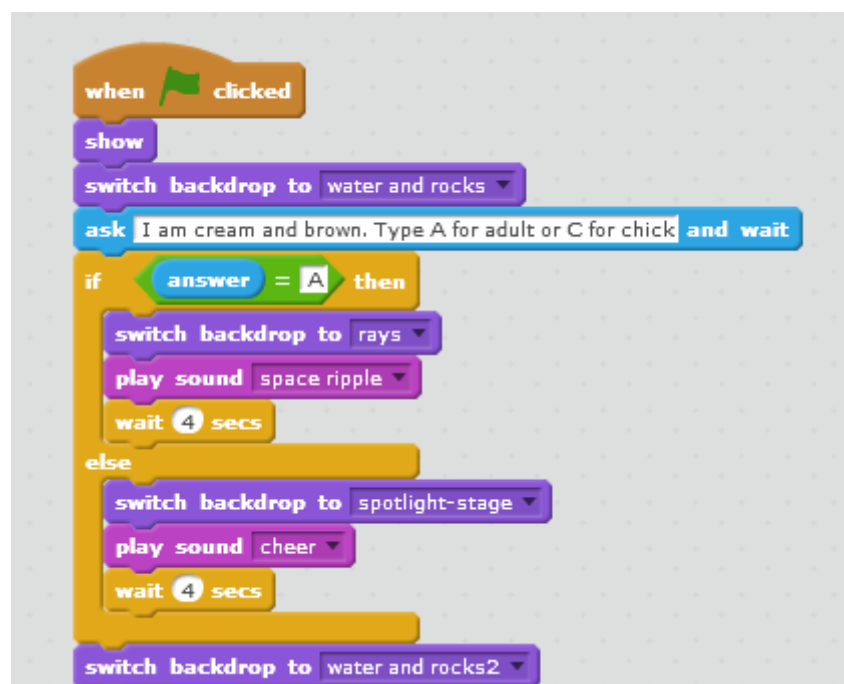 when clicked
show
switch backdrop to water and rocks
ask I am cream and brown. Type A for adult or C for chick and wait
if answer = A then
switch backdrop to rays
play sound space ripple
wait 4 secs
else
switch backdrop to spotlight-stage
play sound cheer
wait 4 secs
switch backdrop to water and rocks2